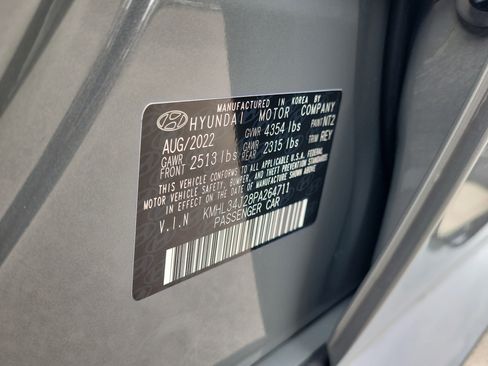 MANUFACTURED IN KOREA BY
HYUNDAI MOTOR COMPANY
AUG/2022 GVWR 4354 lbs PAINT NT2
GAWR FRONT 2513 lbs GAWR REAR 2315 lbs TRIM REY
THIS VEHICLE CONFORMS TO ALL APPLICABLE U.S.A. FEDERAL
MOTOR VEHICLE SAFETY, BUMPER, AND THEFT PREVENTION STANDARDS
IN EFFECT ON THE DATE OF MANUFACTURE SHOWN ABOVE.
V.I.N KMHL34J28PA264711
PASSENGER CAR